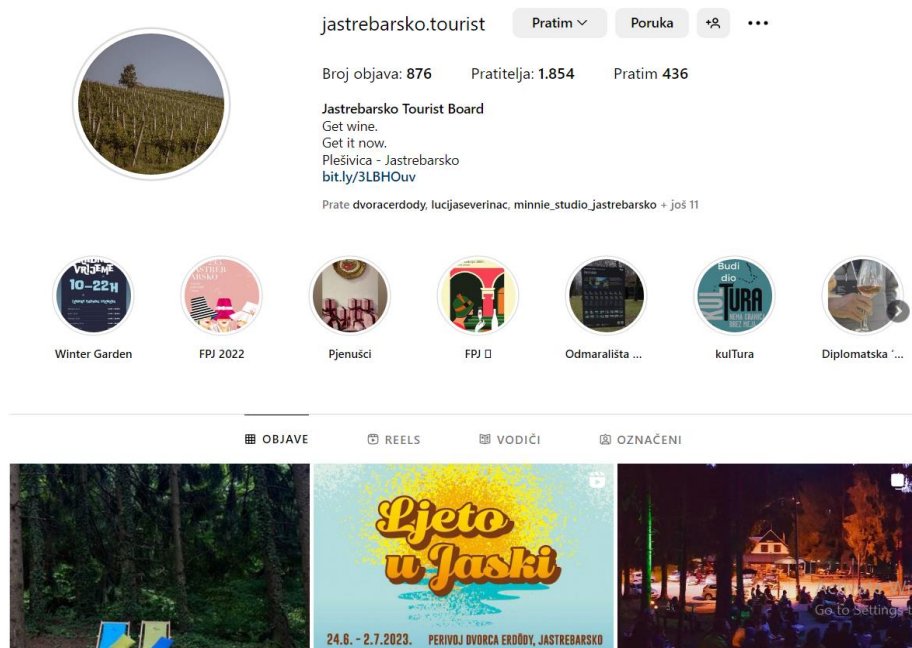 jastrebarsko.tourist Pratim Poruka
Broj objava: 876 Pratitelja: 1.854 Pratim 436
Jastrebarsko Tourist Board
Get wine.
Get it now.
Plešivica - Jastrebarsko
bit.ly/3LBHOuv
Prate dvoracerdody, lucijaseverinac, minnie_studio_jastrebarsko + još 11
VRIJEME
10-22H
Budi
dio
kulTURA
Winter Garden FPJ 2022 Pjenušci FPJ Odmarališta ... kulTura Diplomatska ´...
OBJAVE REELS VODIČI OZNAČENI
Ljeto
u Jaski
24.6. - 2.7.2023. PERIVOJ DVORCA ERDÖDY, JASTREBARSKO
Go to Settings t